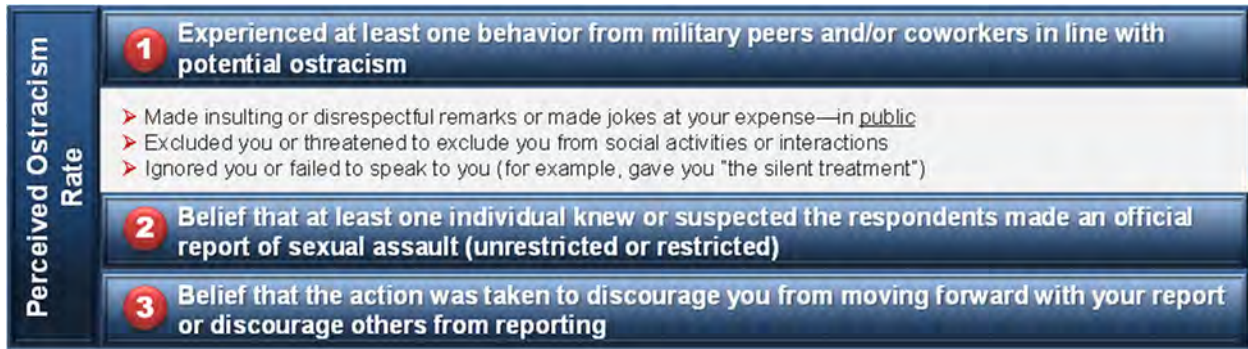 Perceived Ostracism
Rate
1
Experienced at least one behavior from military peers and/or coworkers in line with
potential ostracism
➤ Made insulting or disrespectful remarks or made jokes at your expense—in public
➤ Excluded you or threatened to exclude you from social activities or interactions
➤ Ignored you or failed to speak to you (for example, gave you "the silent treatment")
2
Belief that at least one individual knew or suspected the respondents made an official
report of sexual assault (unrestricted or restricted)
3
Belief that the action was taken to discourage you from moving forward with your report
or discourage others from reporting